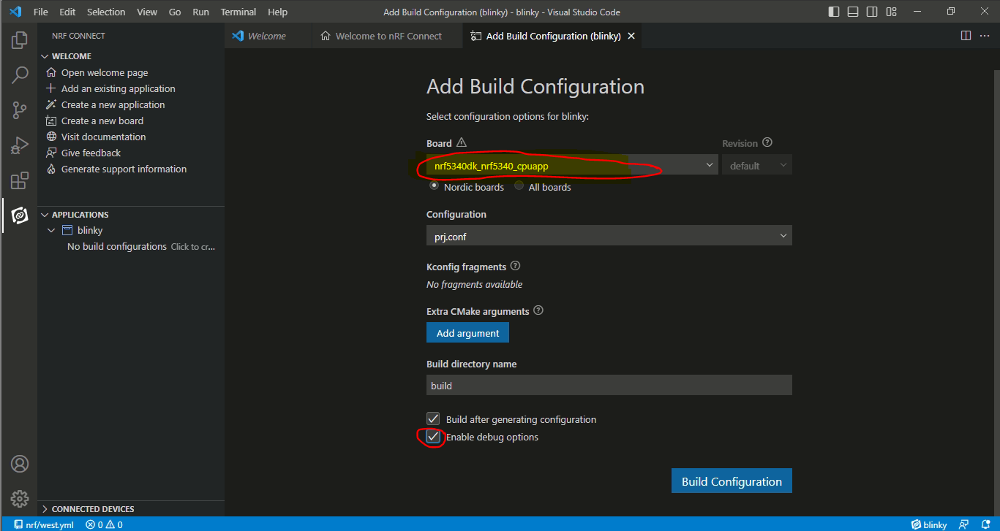 File Edit Selection View Go Run Terminal Help
Add Build Configuration (blinky) - blinky - Visual Studio Code
NRF CONNECT
WELCOME
Open welcome page
Add an existing application
Create a new application
Create a new board
Visit documentation
Give feedback
Generate support information
APPLICATIONS
blinky
No build configurations Click to cr...
CONNECTED DEVICES
Welcome
Welcome to nRF Connect
Add Build Configuration (blinky)
Add Build Configuration
Select configuration options for blinky:
Board
Revision
nrf5340dk_nrf5340_cpuapp
default
Nordic boards All boards
Configuration
prj.conf
Kconfig fragments
No fragments available
Extra CMake arguments
Add argument
Build directory name
build
Build after generating configuration
Enable debug options
Build Configuration
nrf/west.yml 0 0
blinky